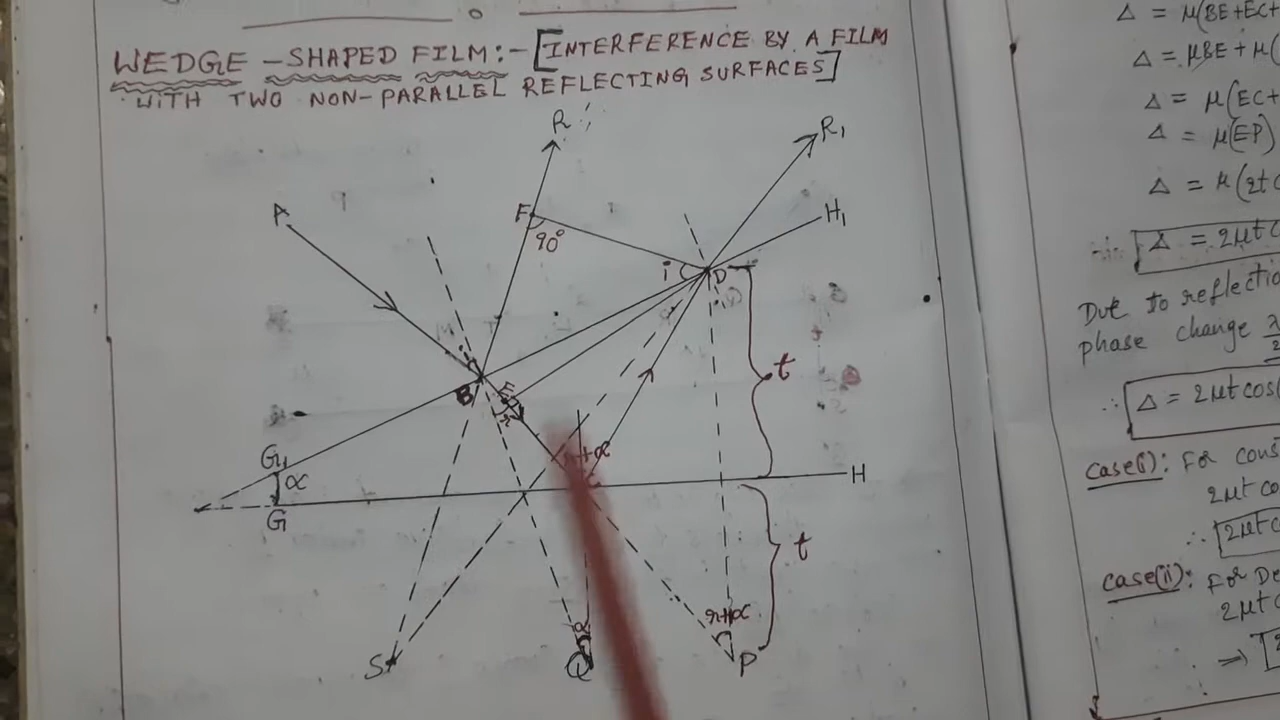 WEDGE-SHAPED FILM:- [INTERFERENCE BY A FILM
WITH TWO NON-PARALLEL REFLECTING SURFACES]
R
R₁
A
F
H₁
90°
i
D
i
B
E
r
t
r+α
C
G₁
α
G
H
t
α
r+α
S
Q
P
Δ = μ(BE+EC+
Δ = μBE + μ(
Δ = μ(EC+
Δ = μ(EP)
Δ = μ(2t
∴ Δ = 2μt
Due to reflectio
phase change λ/2
∴ Δ = 2μt cos(
Case(i): For cons
2μt co
∴ 2μt
Case(ii): For De
2μt
⇒